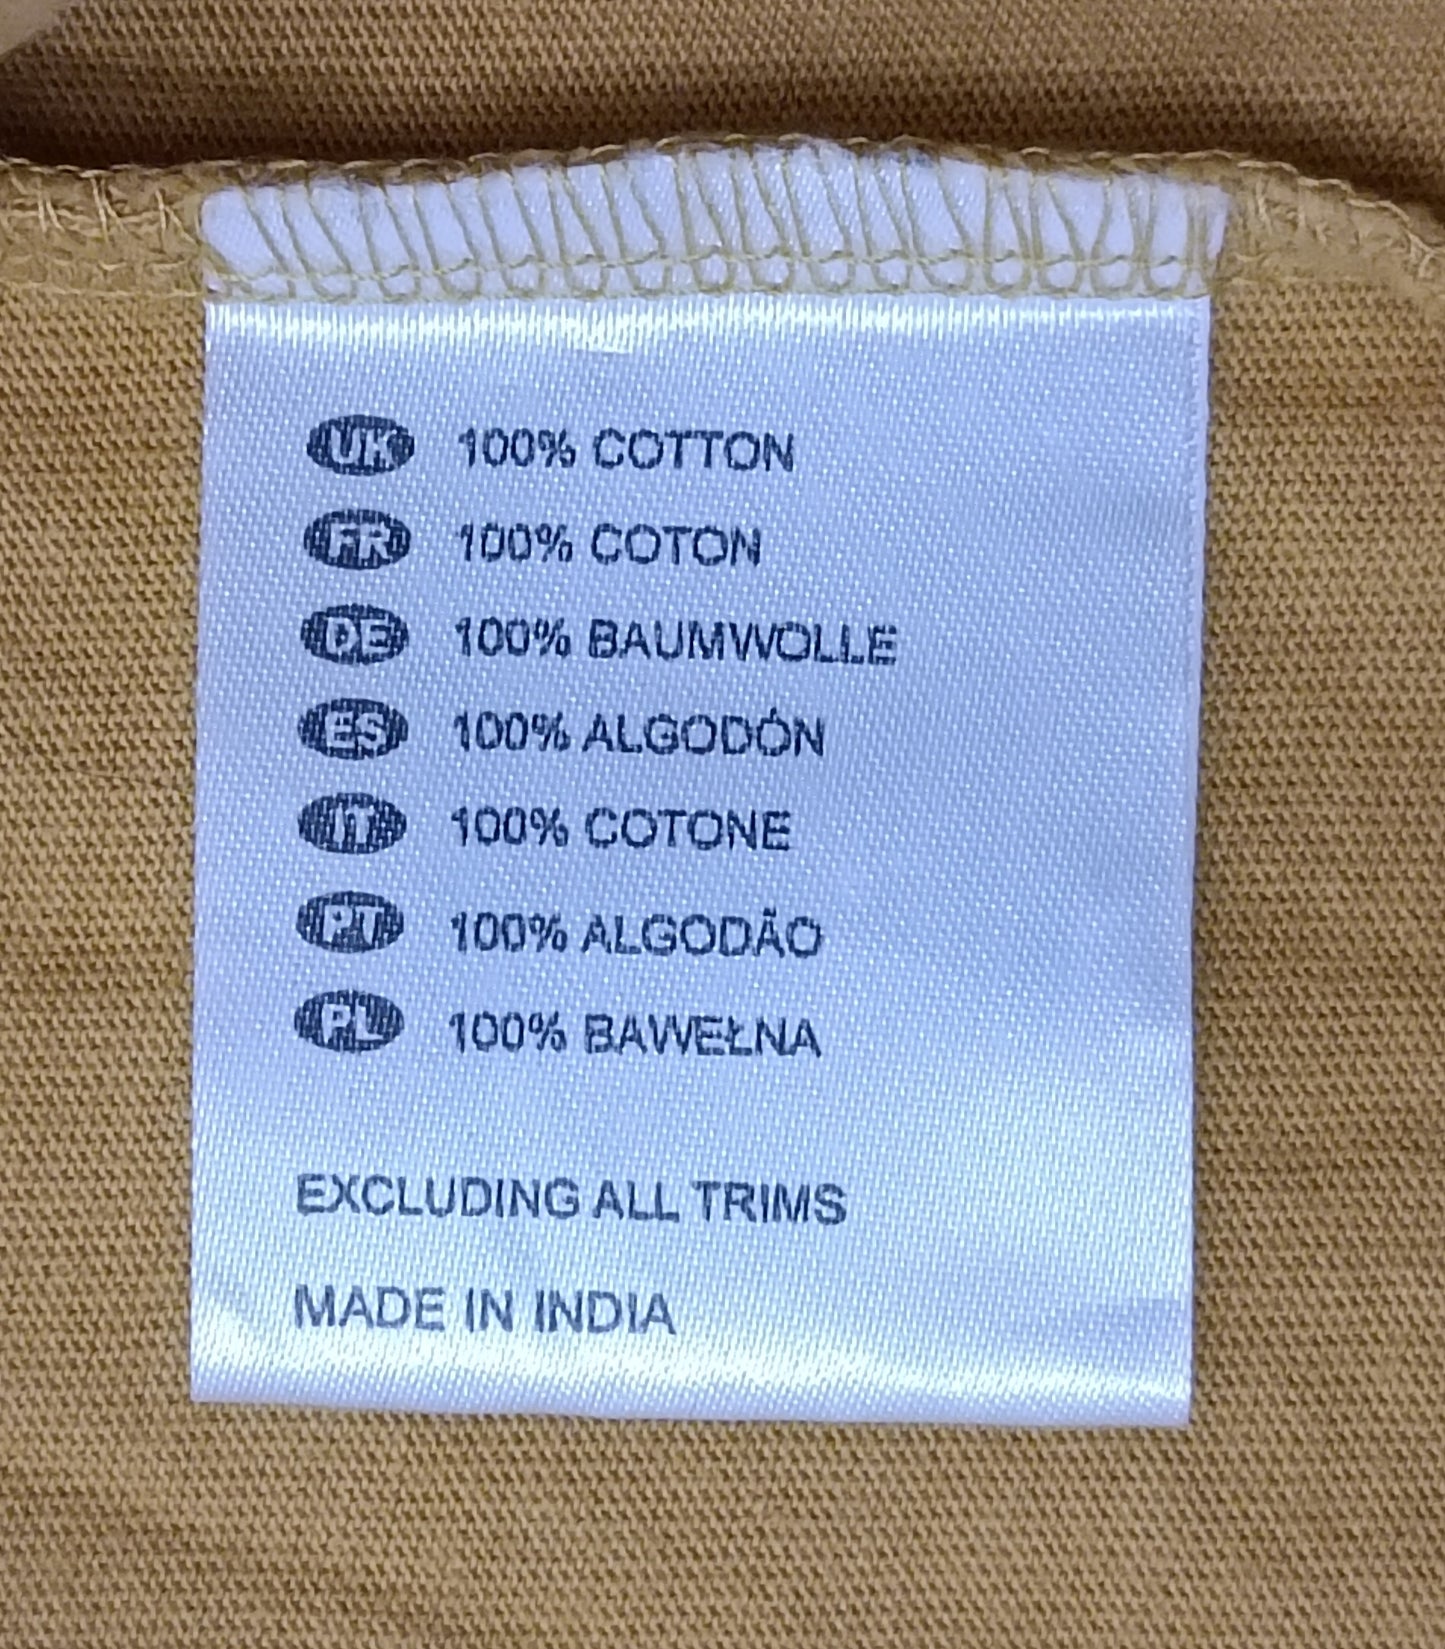 UK 100% COTTON
FR 100% COTON
DE 100% BAUMWOLLE
ES 100% ALGODÓN
IT 100% COTONE
PT 100% ALGODÃO
PL 100% BAWEŁNA
EXCLUDING ALL TRIMS
MADE IN INDIA